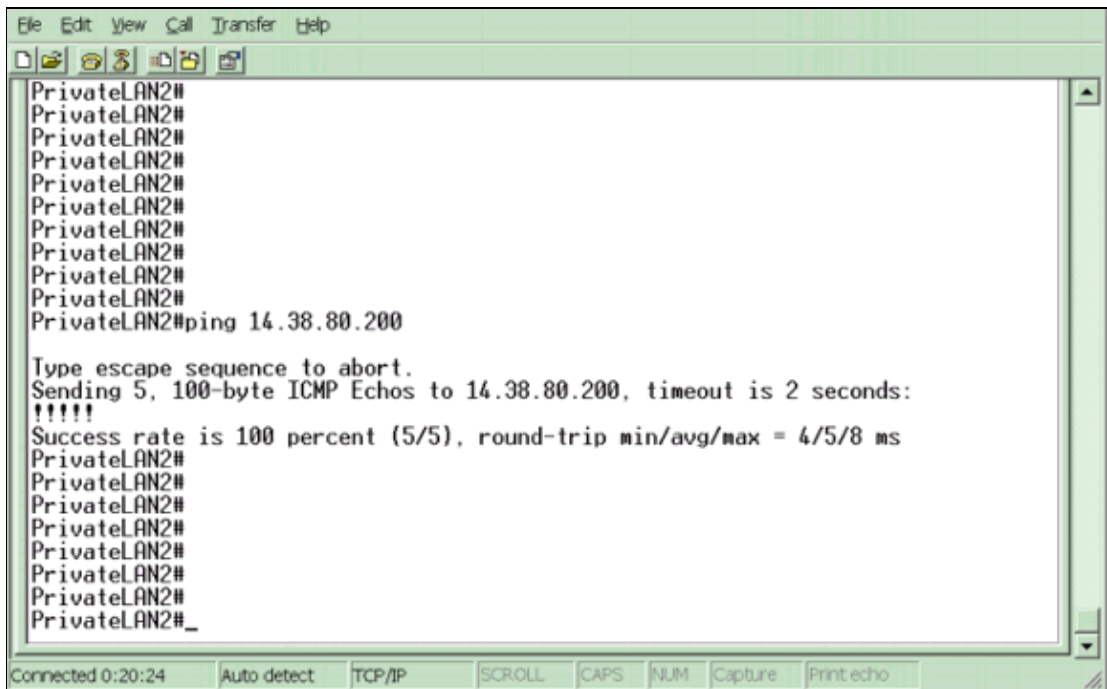 File Edit View Call Transfer Help
PrivateLAN2#
PrivateLAN2#
PrivateLAN2#
PrivateLAN2#
PrivateLAN2#
PrivateLAN2#
PrivateLAN2#
PrivateLAN2#
PrivateLAN2#
PrivateLAN2#
PrivateLAN2#ping 14.38.80.200
Type escape sequence to abort.
Sending 5, 100-byte ICMP Echos to 14.38.80.200, timeout is 2 seconds:
!!!!!
Success rate is 100 percent (5/5), round-trip min/avg/max = 4/5/8 ms
PrivateLAN2#
PrivateLAN2#
PrivateLAN2#
PrivateLAN2#
PrivateLAN2#
PrivateLAN2#
PrivateLAN2#
PrivateLAN2#_
Connected 0:20:24 Auto detect TCP/IP SCROLL CAPS NUM Capture Print echo